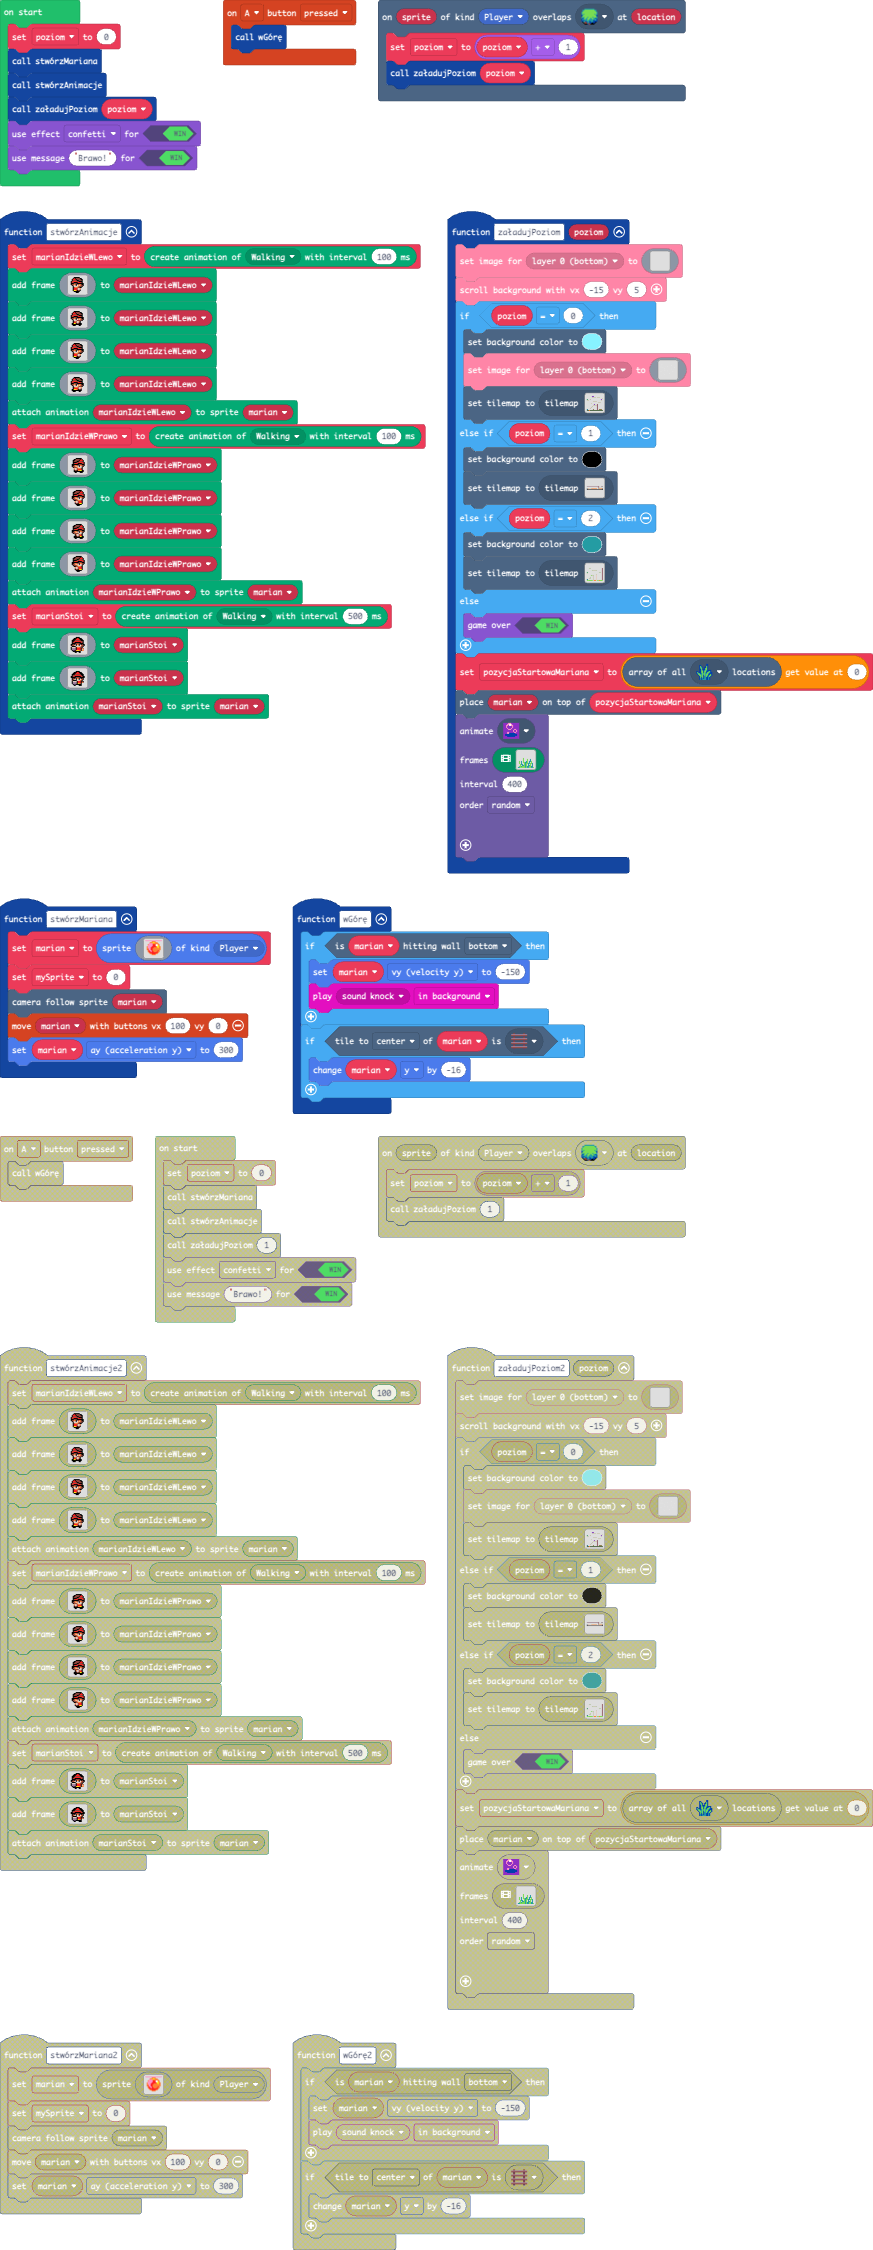 on start
set poziom to 0
call stwórzMariana
call stwórzAnimacje
call załadujPoziom poziom
use effect confetti for WIN
use message "Brawo!" for WIN
on A button pressed
call wGórę
on sprite of kind Player overlaps at location
set poziom to poziom + 1
call załadujPoziom poziom
function stwórzAnimacje
set marianIdzieWLewo to create animation of Walking with interval 100 ms
add frame to marianIdzieWLewo
add frame to marianIdzieWLewo
add frame to marianIdzieWLewo
add frame to marianIdzieWLewo
attach animation marianIdzieWLewo to sprite marian
set marianIdzieWPrawo to create animation of Walking with interval 100 ms
add frame to marianIdzieWPrawo
add frame to marianIdzieWPrawo
add frame to marianIdzieWPrawo
add frame to marianIdzieWPrawo
attach animation marianIdzieWPrawo to sprite marian
set marianStoi to create animation of Walking with interval 500 ms
add frame to marianStoi
add frame to marianStoi
attach animation marianStoi to sprite marian
function załadujPoziom poziom
set image for layer 0 (bottom) to
scroll background with vx -15 vy 5
if poziom = 0 then
set background color to
set image for layer 0 (bottom) to
set tilemap to tilemap
else if poziom = 1 then
set background color to
set tilemap to tilemap
else if poziom = 2 then
set background color to
set tilemap to tilemap
else
game over WIN
set pozycjaStartowaMariana to array of all locations get value at 0
place marian on top of pozycjaStartowaMariana
animate
frames
interval 400
order random
function stwórzMariana
set marian to sprite of kind Player
set mySprite to 0
camera follow sprite marian
move marian with buttons vx 100 vy 0
set marian ay (acceleration y) to 300
function wGórę
if is marian hitting wall bottom then
set marian vy (velocity y) to -150
play sound knock in background
if tile to center of marian is then
change marian y by -16
on A button pressed
call wGórę
on start
set poziom to 0
call stwórzMariana
call stwórzAnimacje
call załadujPoziom 1
use effect confetti for WIN
use message "Brawo!" for WIN
on sprite of kind Player overlaps at location
set poziom to poziom + 1
call załadujPoziom 1
function stwórzAnimacje2
set marianIdzieWLewo to create animation of Walking with interval 100 ms
add frame to marianIdzieWLewo
add frame to marianIdzieWLewo
add frame to marianIdzieWLewo
add frame to marianIdzieWLewo
attach animation marianIdzieWLewo to sprite marian
set marianIdzieWPrawo to create animation of Walking with interval 100 ms
add frame to marianIdzieWPrawo
add frame to marianIdzieWPrawo
add frame to marianIdzieWPrawo
add frame to marianIdzieWPrawo
attach animation marianIdzieWPrawo to sprite marian
set marianStoi to create animation of Walking with interval 500 ms
add frame to marianStoi
add frame to marianStoi
attach animation marianStoi to sprite marian
function załadujPoziom2 poziom
set image for layer 0 (bottom) to
scroll background with vx -15 vy 5
if poziom = 0 then
set background color to
set image for layer 0 (bottom) to
set tilemap to tilemap
else if poziom = 1 then
set background color to
set tilemap to tilemap
else if poziom = 2 then
set background color to
set tilemap to tilemap
else
game over WIN
set pozycjaStartowaMariana to array of all locations get value at 0
place marian on top of pozycjaStartowaMariana
animate
frames
interval 400
order random
function stwórzMariana2
set marian to sprite of kind Player
set mySprite to 0
camera follow sprite marian
move marian with buttons vx 100 vy 0
set marian ay (acceleration y) to 300
function wGórę2
if is marian hitting wall bottom then
set marian vy (velocity y) to -150
play sound knock in background
if tile to center of marian is then
change marian y by -16